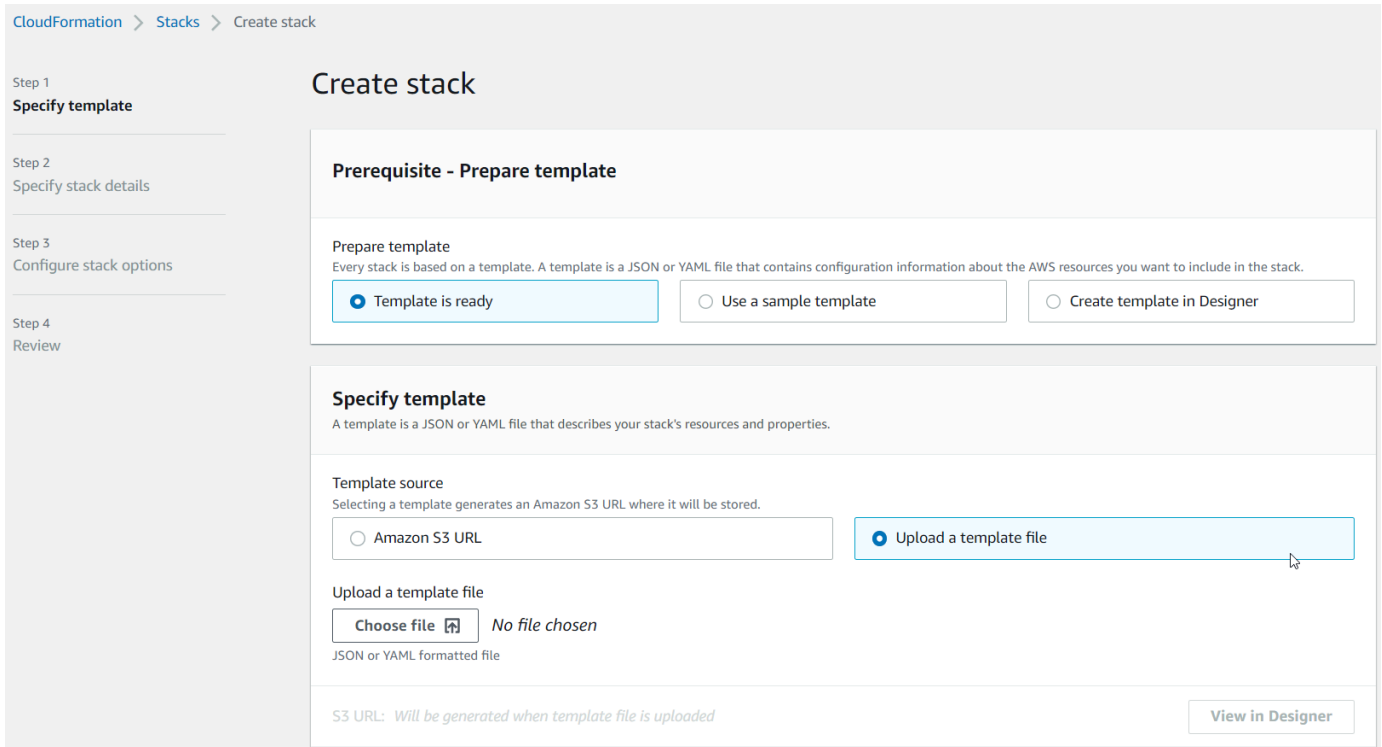 CloudFormation > Stacks > Create stack
Step 1
Specify template
Step 2
Specify stack details
Step 3
Configure stack options
Step 4
Review
Create stack
Prerequisite - Prepare template
Prepare template
Every stack is based on a template. A template is a JSON or YAML file that contains configuration information about the AWS resources you want to include in the stack.
Template is ready
Use a sample template
Create template in Designer
Specify template
A template is a JSON or YAML file that describes your stack's resources and properties.
Template source
Selecting a template generates an Amazon S3 URL where it will be stored.
Amazon S3 URL
Upload a template file
Upload a template file
Choose file No file chosen
JSON or YAML formatted file
S3 URL: Will be generated when template file is uploaded
View in Designer